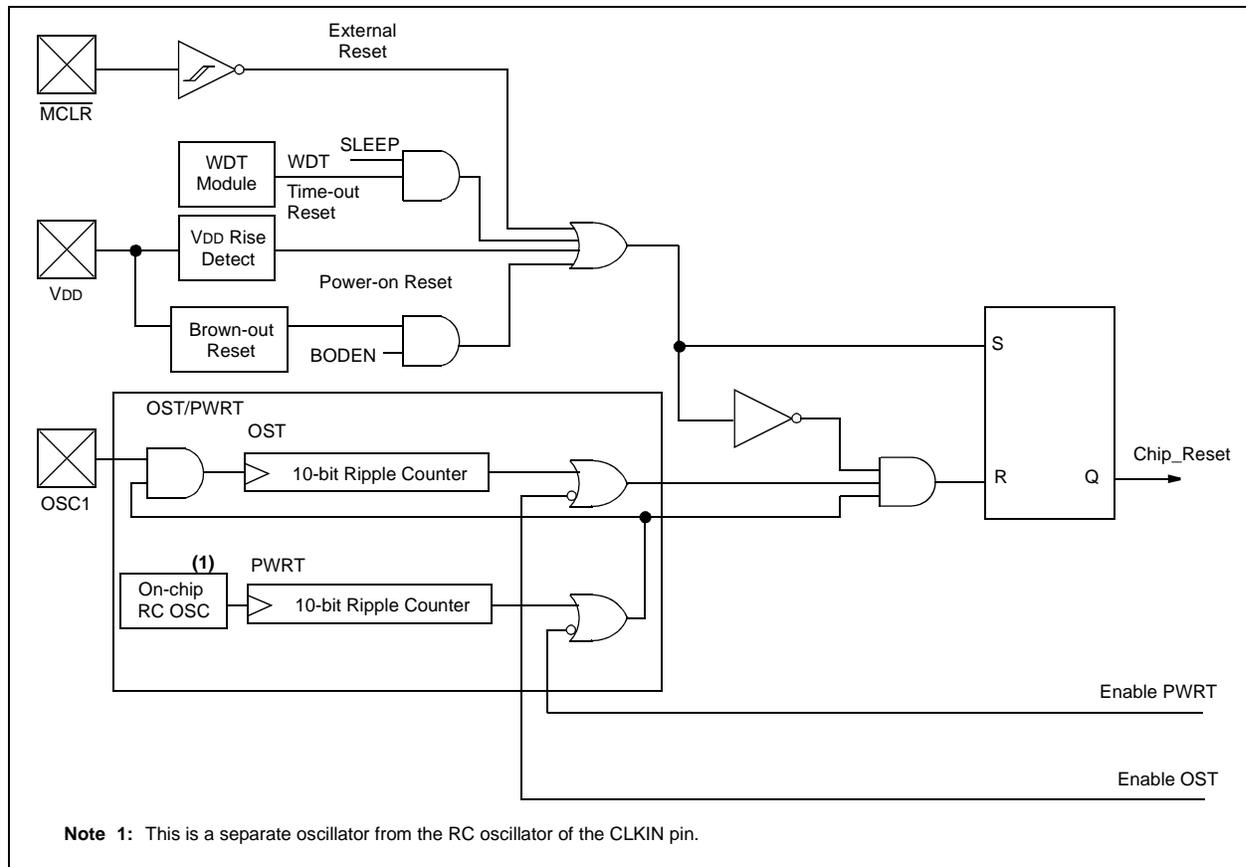 External
Reset
MCLR
SLEEP
WDT
Module
WDT
Time-out
Reset
VDD
VDD Rise
Detect
Power-on Reset
Brown-out
Reset
BODEN
S
OST/PWRT
OST
10-bit Ripple Counter
OSC1
R
Q
Chip_Reset
(1)
PWRT
On-chip
RC OSC
10-bit Ripple Counter
Enable PWRT
Enable OST
Note 1: This is a separate oscillator from the RC oscillator of the CLKIN pin.